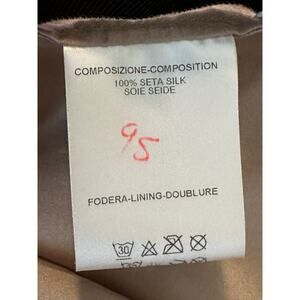 COMPOSIZIONE-COMPOSITION
100% SETA SILK
SOIE SEIDE
95
FODERA-LINING-DOUBLURE
30